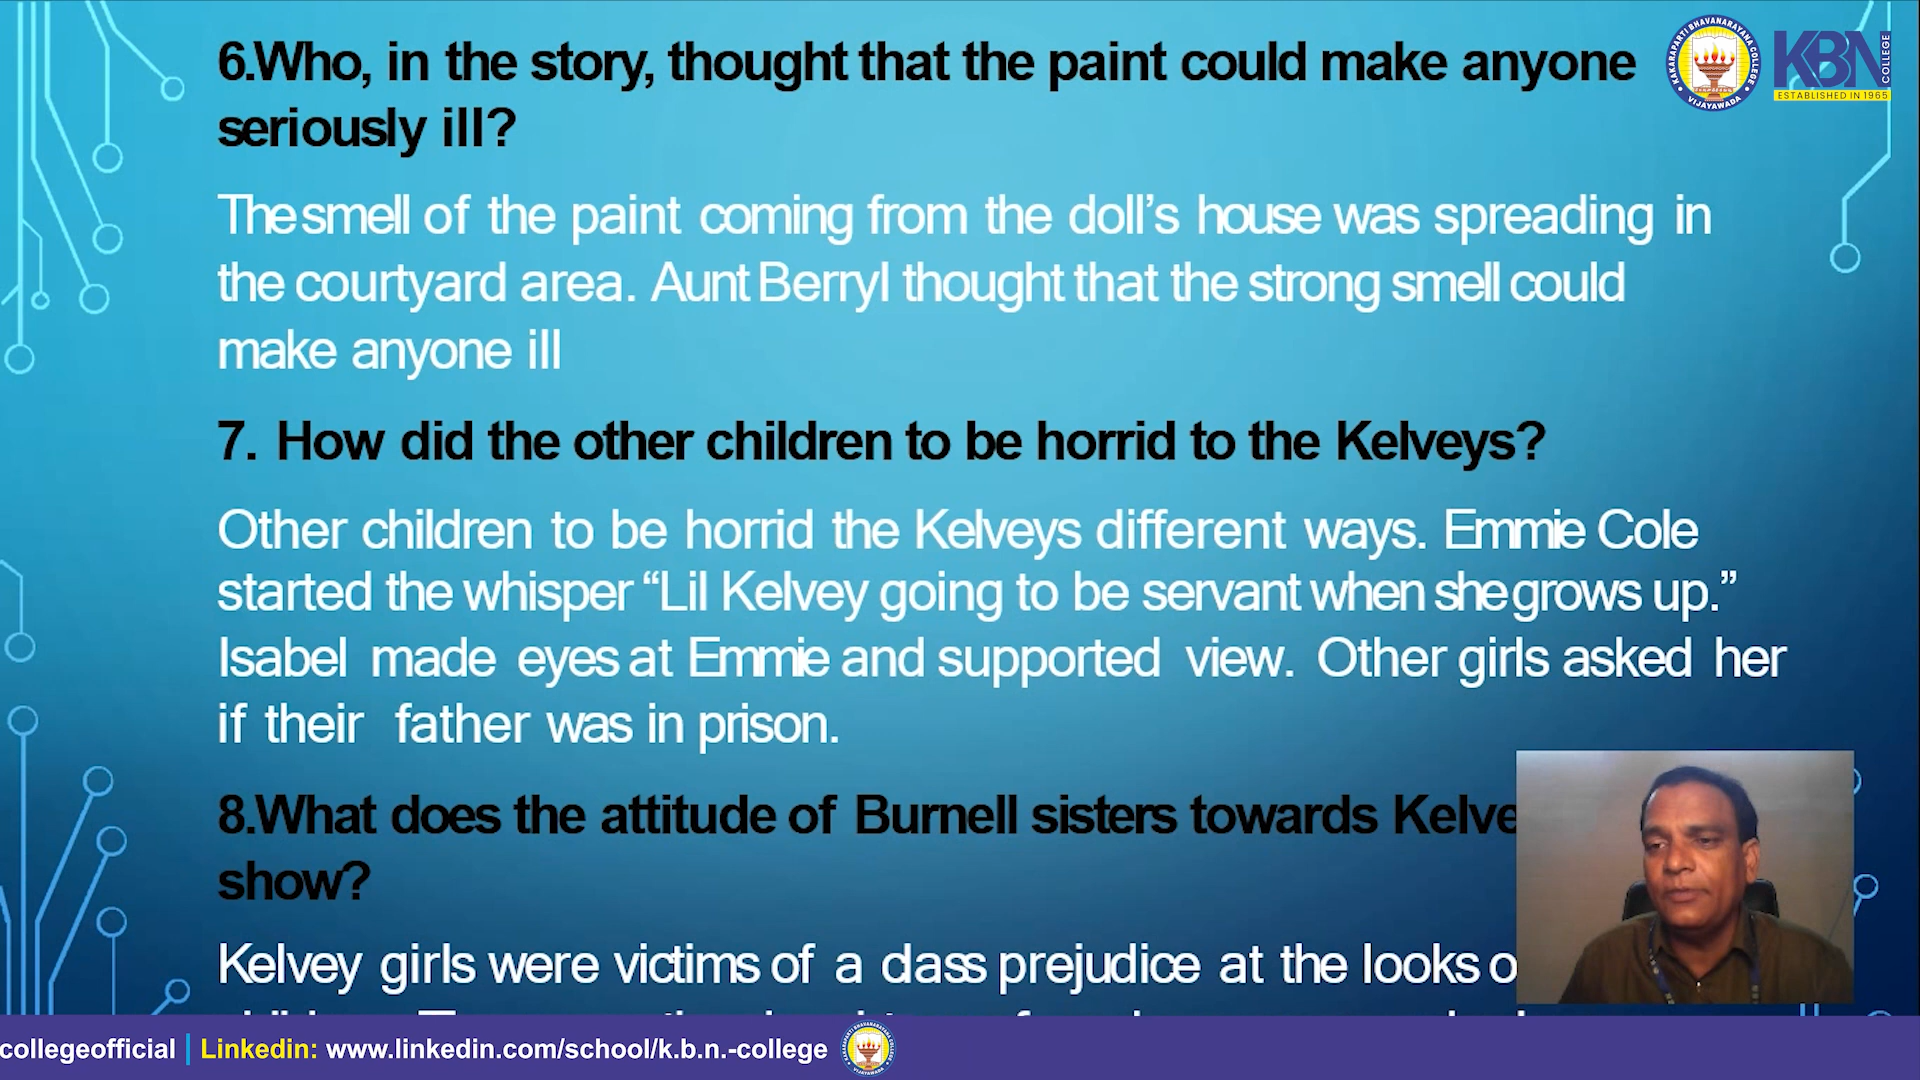 6.Who, in the story, thought that the paint could make anyone
seriously ill?
The smell of the paint coming from the doll’s house was spreading in
the courtyard area. Aunt Berryl thought that the strong smell could
make anyone ill
7. How did the other children to be horrid to the Kelveys?
Other children to be horrid the Kelveys different ways. Emmie Cole
started the whisper “Lil Kelvey going to be servant when she grows up.”
Isabel made eyes at Emmie and supported view. Other girls asked her
if their father was in prison.
8.What does the attitude of Burnell sisters towards Kelve
show?
Kelvey girls were victims of a class prejudice at the looks o
KAKARAPARTI BHAVANARAYANA COLLEGE
VIJAYAWADA
KBN COLLEGE
ESTABLISHED IN 1965
collegeofficial | Linkedin: www.linkedin.com/school/k.b.n.-college